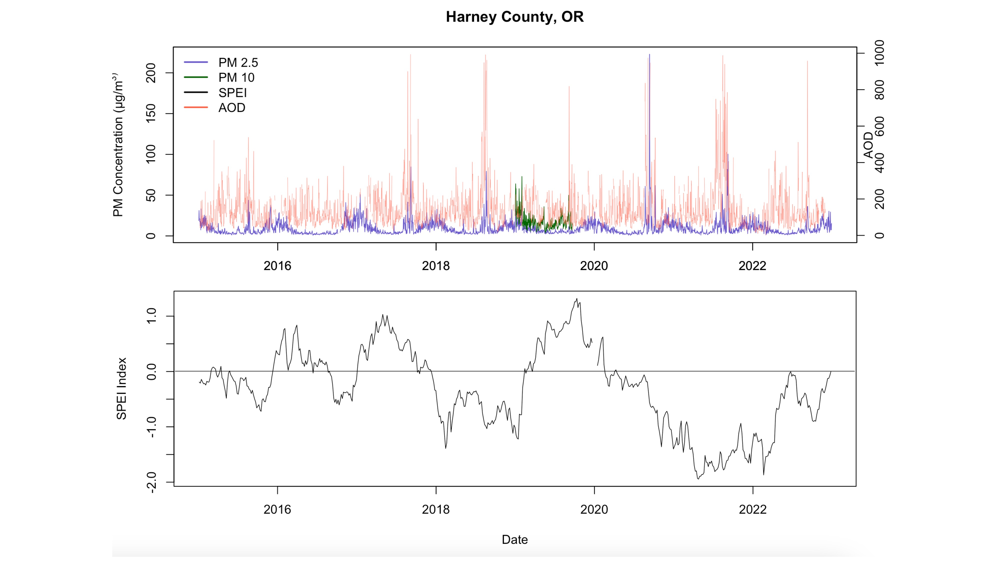 Harney County, OR
PM Concentration (µg/m³)
200
150
100
50
0
PM 2.5
PM 10
SPEI
AOD
1000
800
600
400
200
0
AOD
2016 2018 2020 2022
SPEI Index
1.0
0.0
-1.0
-2.0
2016 2018 2020 2022
Date